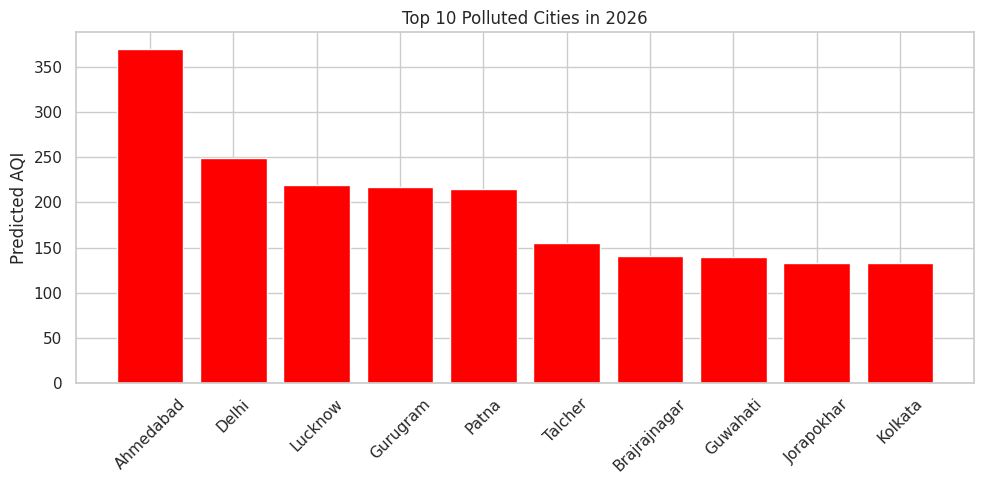 Top 10 Polluted Cities in 2026
Predicted AQI
350
300
250
200
150
100
50
0
Ahmedabad
Delhi
Lucknow
Gurugram
Patna
Talcher
Brajrajnagar
Guwahati
Jorapokhar
Kolkata